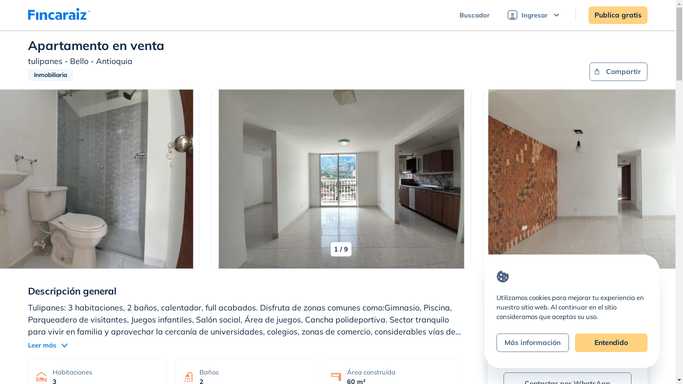 Fincaraiz
Buscador
Ingresar
Publica gratis
Apartamento en venta
tulipanes - Bello - Antioquia
Inmobiliaria
Compartir
1 / 9
Descripción general
Tulipanes: 3 habitaciones, 2 baños, calentador, full acabados. Disfruta de zonas comunes como:Gimnasio, Piscina,
Parqueadero de visitantes, Juegos infantiles, Salón social, Área de juegos, Cancha polideportiva. Sector tranquilo
para vivir en familia y aprovechar la cercanía de universidades, colegios, zonas de comercio, considerables vías de...
Leer más
Habitaciones
3
Baños
2
Área construida
60 m²
Utilizamos cookies para mejorar tu experiencia en
nuestro sitio web. Al continuar en el sitio
consideramos que aceptas su uso.
Más información
Entendido
Contactar por WhatsApp